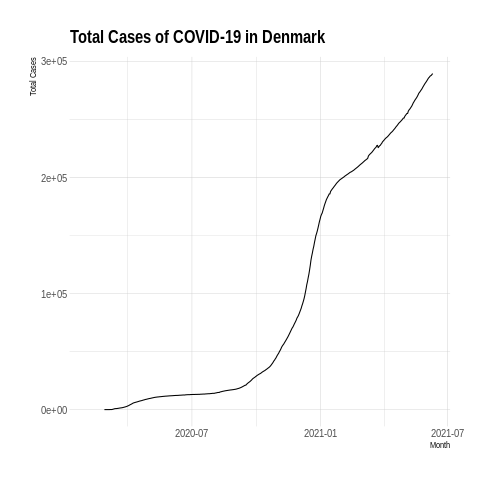 Total Cases of COVID-19 in Denmark
Total Cases
3e+05
2e+05
1e+05
0e+00
2020-07
2021-01
2021-07
Month